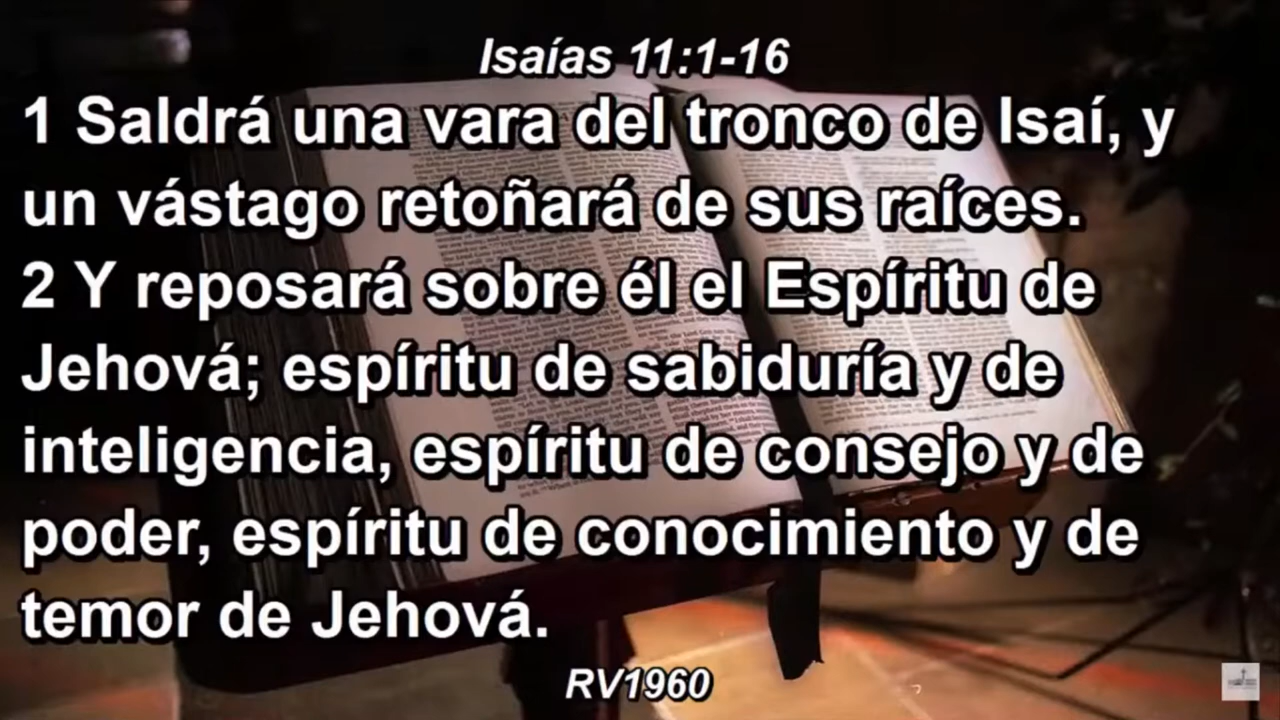 Isaías 11:1-16
1 Saldrá una vara del tronco de Isaí, y
un vástago retoñará de sus raíces.
2 Y reposará sobre él el Espíritu de
Jehová; espíritu de sabiduría y de
inteligencia, espíritu de consejo y de
poder, espíritu de conocimiento y de
temor de Jehová.
RV1960